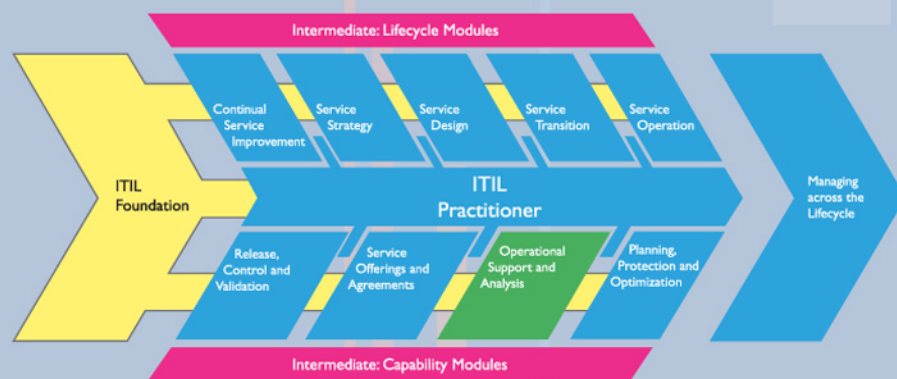 Intermediate: Lifecycle Modules
Continual
Service
Improvement
Service
Strategy
Service
Design
Service
Transition
Service
Operation
ITIL
Foundation
ITIL
Practitioner
Managing
across the
Lifecycle
Release,
Control and
Validation
Service
Offerings and
Agreements
Operational
Support and
Analysis
Planning,
Protection and
Optimization
Intermediate: Capability Modules